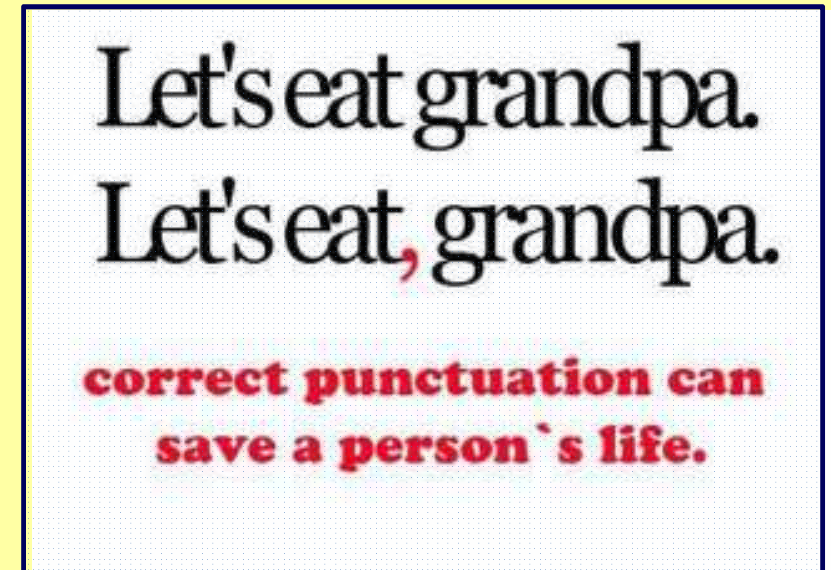 Let's eat grandpa.
Let's eat, grandpa.
correct punctuation can
save a person`s life.